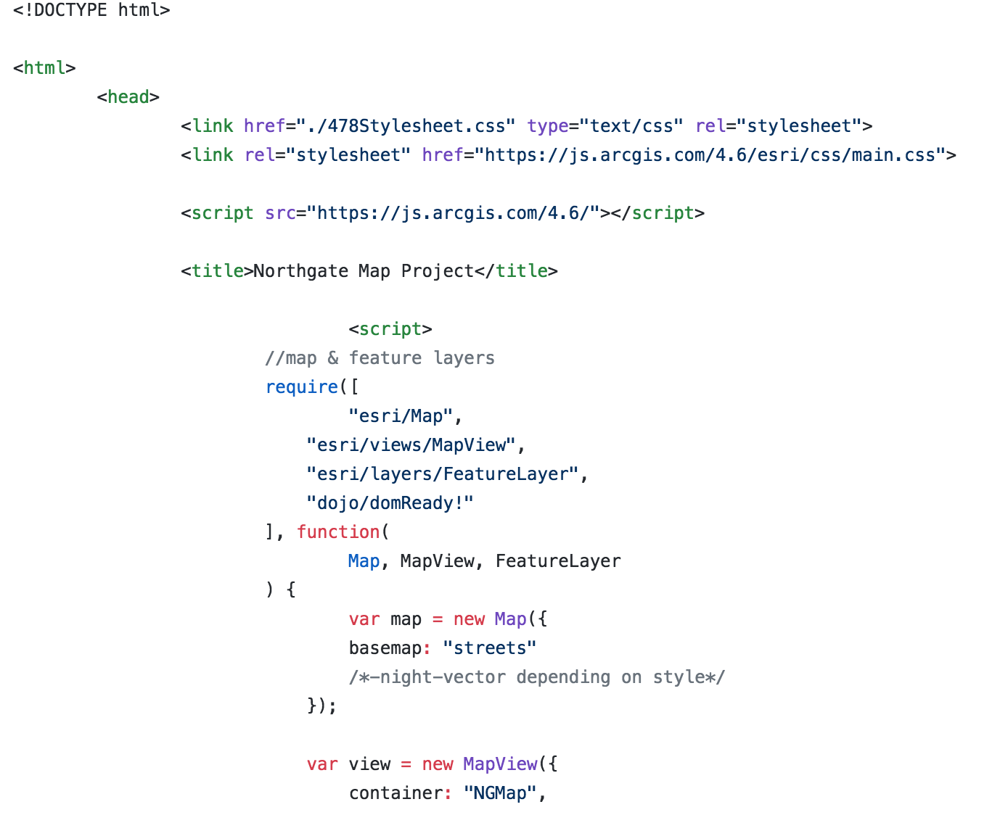 <!DOCTYPE html>
<html>
<head>
<link href="./478Stylesheet.css" type="text/css" rel="stylesheet">
<link rel="stylesheet" href="https://js.arcgis.com/4.6/esri/css/main.css">
<script src="https://js.arcgis.com/4.6/"></script>
<title>Northgate Map Project</title>
<script>
//map & feature layers
require([
"esri/Map",
"esri/views/MapView",
"esri/layers/FeatureLayer",
"dojo/domReady!"
], function(
Map, MapView, FeatureLayer
) {
var map = new Map({
basemap: "streets"
/*-night-vector depending on style*/
});
var view = new MapView({
container: "NGMap",